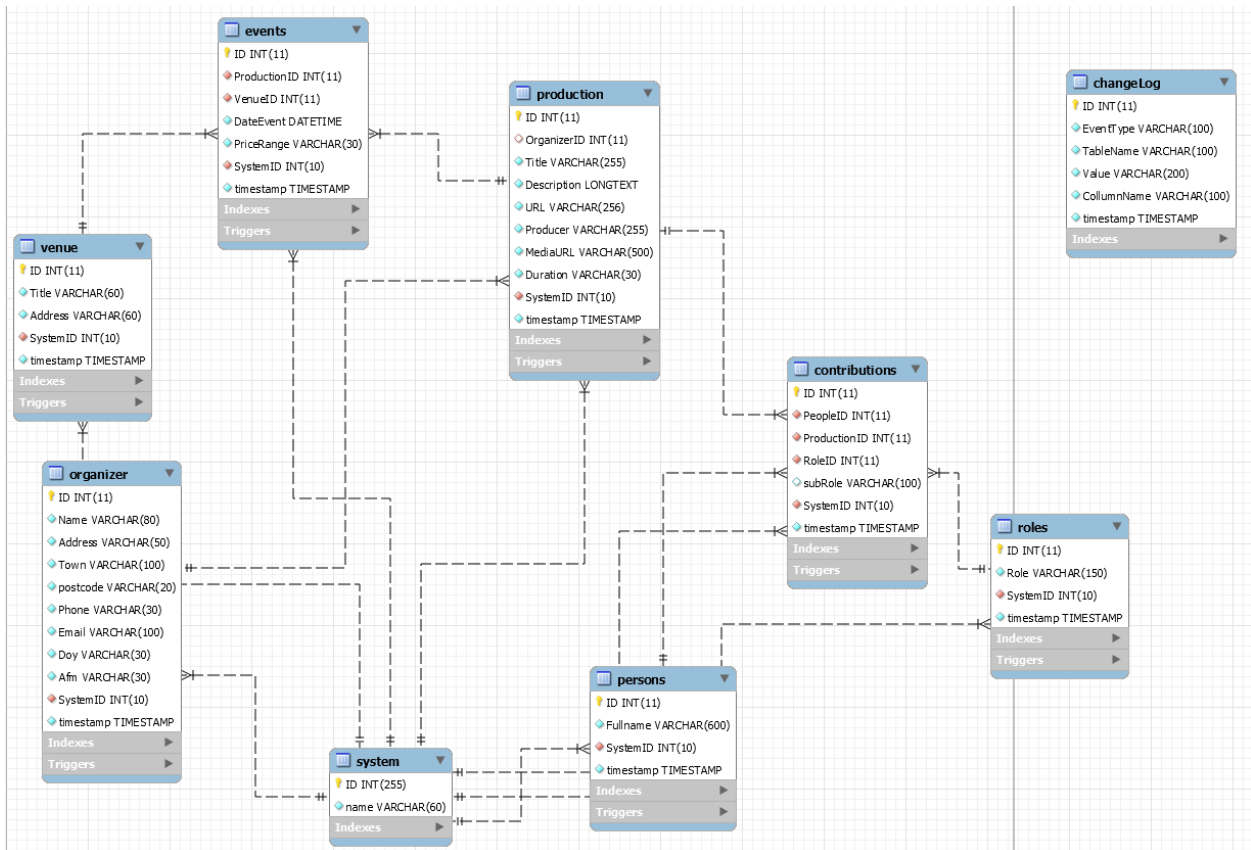 events
ID INT(11)
ProductionID INT(11)
VenueID INT(11)
DateEvent DATETIME
PriceRange VARCHAR(30)
SystemID INT(10)
timestamp TIMESTAMP
Indexes
Triggers
production
ID INT(11)
OrganizerID INT(11)
Title VARCHAR(255)
Description LONGTEXT
URL VARCHAR(256)
Producer VARCHAR(255)
MediaURL VARCHAR(500)
Duration VARCHAR(30)
SystemID INT(10)
timestamp TIMESTAMP
Indexes
Triggers
changeLog
ID INT(11)
EventType VARCHAR(100)
TableName VARCHAR(100)
Value VARCHAR(200)
ColumnName VARCHAR(100)
timestamp TIMESTAMP
Indexes
venue
ID INT(11)
Title VARCHAR(60)
Address VARCHAR(60)
SystemID INT(10)
timestamp TIMESTAMP
Indexes
Triggers
contributions
ID INT(11)
PeopleID INT(11)
ProductionID INT(11)
RoleID INT(11)
subRole VARCHAR(100)
SystemID INT(10)
timestamp TIMESTAMP
Indexes
Triggers
organizer
ID INT(11)
Name VARCHAR(80)
Address VARCHAR(50)
Town VARCHAR(100)
postcode VARCHAR(20)
Phone VARCHAR(30)
Email VARCHAR(100)
Doy VARCHAR(30)
Afm VARCHAR(30)
SystemID INT(10)
timestamp TIMESTAMP
Indexes
Triggers
roles
ID INT(11)
Role VARCHAR(150)
SystemID INT(10)
timestamp TIMESTAMP
Indexes
Triggers
persons
ID INT(11)
Fullname VARCHAR(600)
SystemID INT(10)
timestamp TIMESTAMP
Indexes
Triggers
system
ID INT(255)
name VARCHAR(60)
Indexes